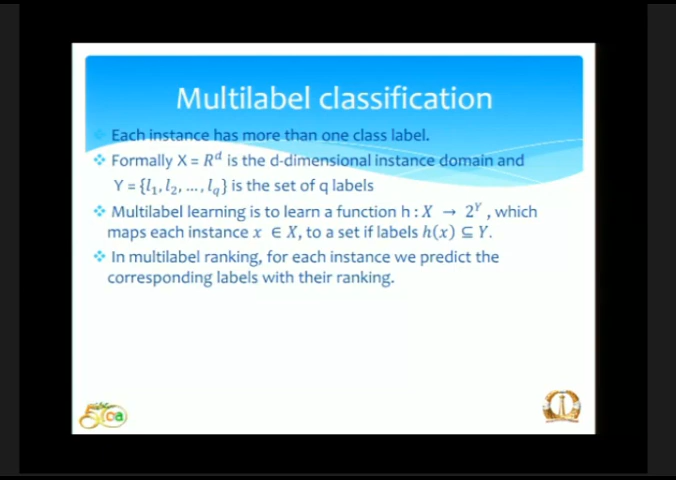 Multilabel classification
Each instance has more than one class label.
Formally X = R^d is the d-dimensional instance domain and
Y = {l₁, l₂, ..., l_q} is the set of q labels
Multilabel learning is to learn a function h : X → 2^Y , which
maps each instance x ∈ X, to a set if labels h(x) ⊆ Y.
In multilabel ranking, for each instance we predict the
corresponding labels with their ranking.